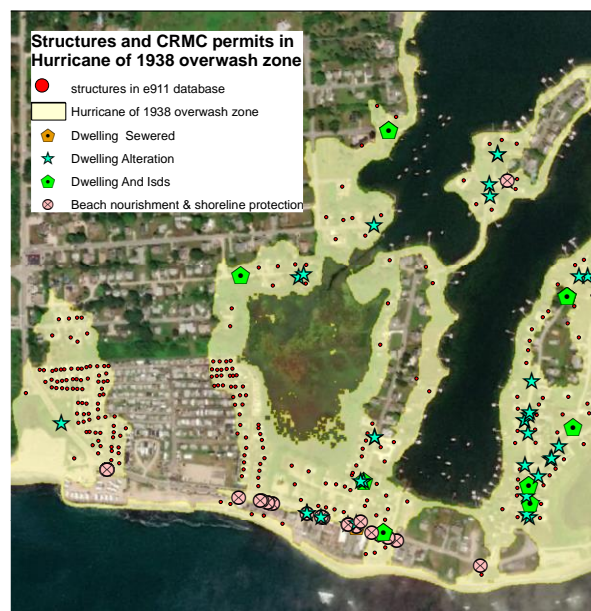 Structures and CRMC permits in
Hurricane of 1938 overwash zone
structures in e911 database
Hurricane of 1938 overwash zone
Dwelling Sewered
Dwelling Alteration
Dwelling And Isds
Beach nourishment & shoreline protection